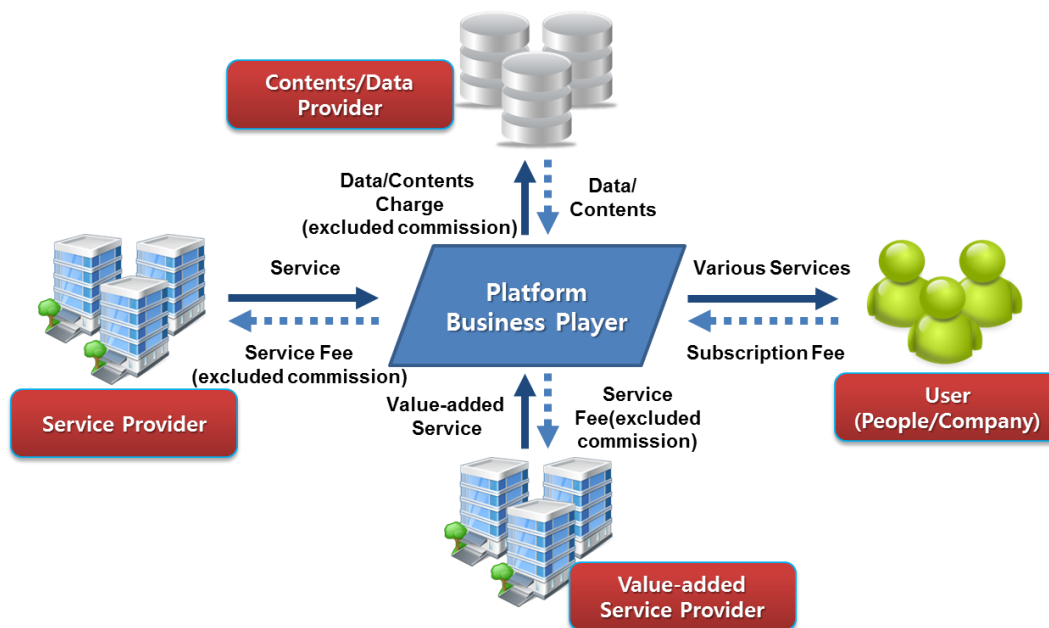 Contents/Data
Provider
Data/Contents
Charge
(excluded commission)
Data/
Contents
Service
Platform
Business Player
Various Services
Service Fee
(excluded commission)
Subscription Fee
Service Provider
Value-added
Service
Service
Fee(excluded
commission)
User
(People/Company)
Value-added
Service Provider